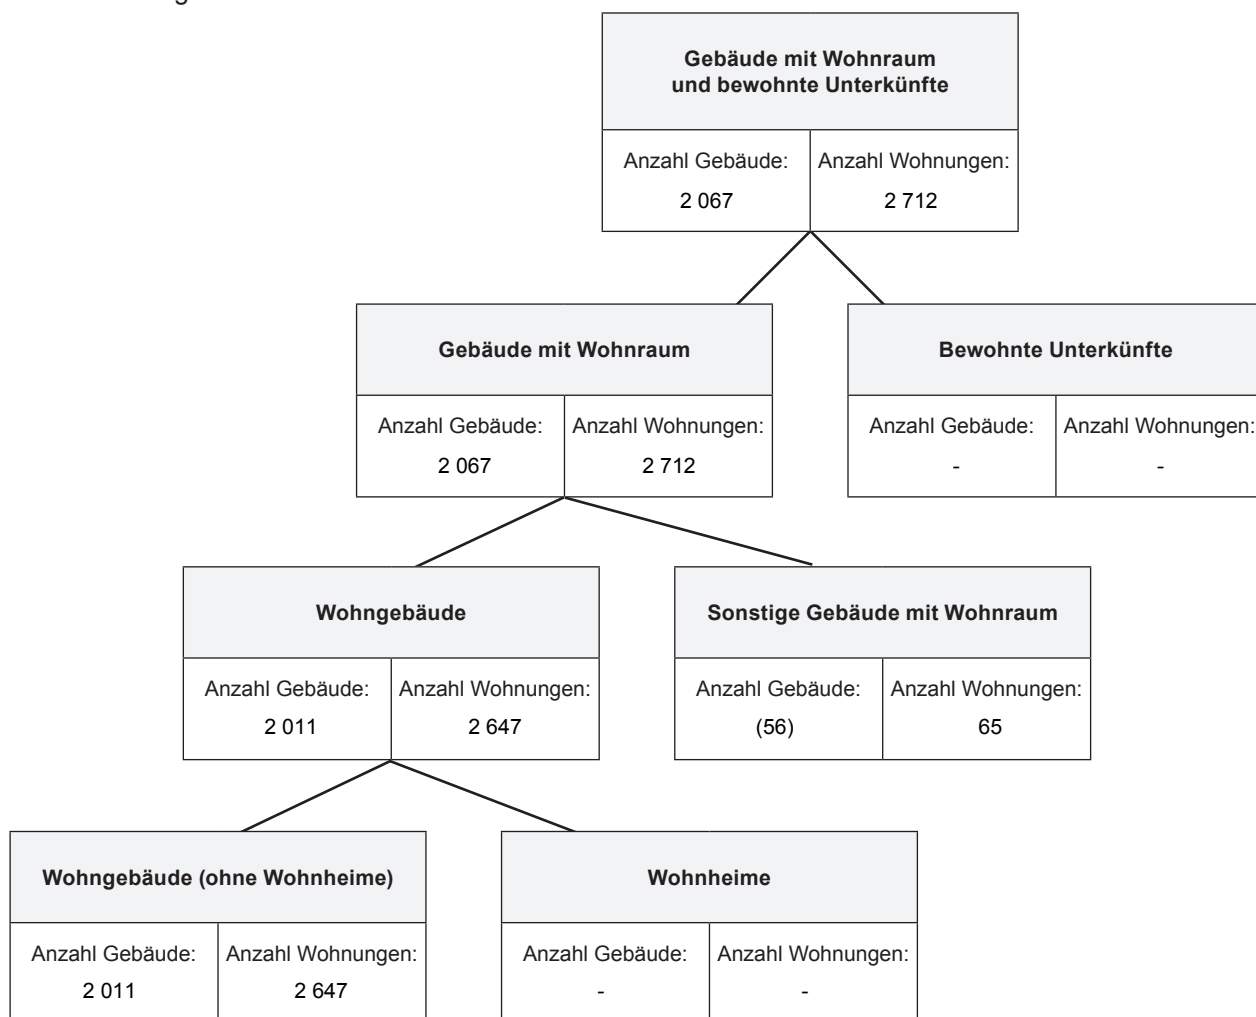 Gebäude mit Wohnraum
und bewohnte Unterkünfte
Anzahl Gebäude: Anzahl Wohnungen:
2 067 2 712
Gebäude mit Wohnraum Bewohnte Unterkünfte
Anzahl Gebäude: Anzahl Wohnungen: Anzahl Gebäude: Anzahl Wohnungen:
2 067 2 712 - -
Wohngebäude Sonstige Gebäude mit Wohnraum
Anzahl Gebäude: Anzahl Wohnungen: Anzahl Gebäude: Anzahl Wohnungen:
2 011 2 647 (56) 65
Wohngebäude (ohne Wohnheime) Wohnheime
Anzahl Gebäude: Anzahl Wohnungen: Anzahl Gebäude: Anzahl Wohnungen:
2 011 2 647 - -